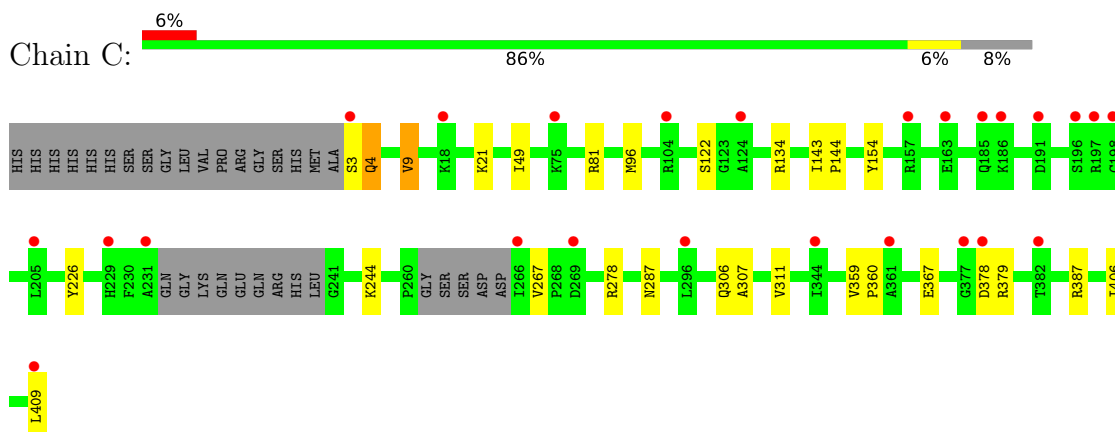 6%
Chain C:
86% 6% 8%
HIS HIS HIS HIS HIS HIS SER SER GLY LEU VAL PRO ARG GLY SER HIS MET ALA S3 Q4 V9 K18 K21 I49 K75 R81 M96 R104 S122 G123 A124 R134 I143 P144 Y154 R157 E163 Q185 K186 D191 S196 R197
L205 Y226 H229 F230 A231 GLN GLY LYS GLN GLU GLN ARG HIS LEU G241 K244 P260 GLY SER SER ASP ASP I266 V267 P268 D269 R278 N287 L296 Q306 A307 V311 I344 V359 P360 A361 E367 G377 D378 R379 T382 R387
L409